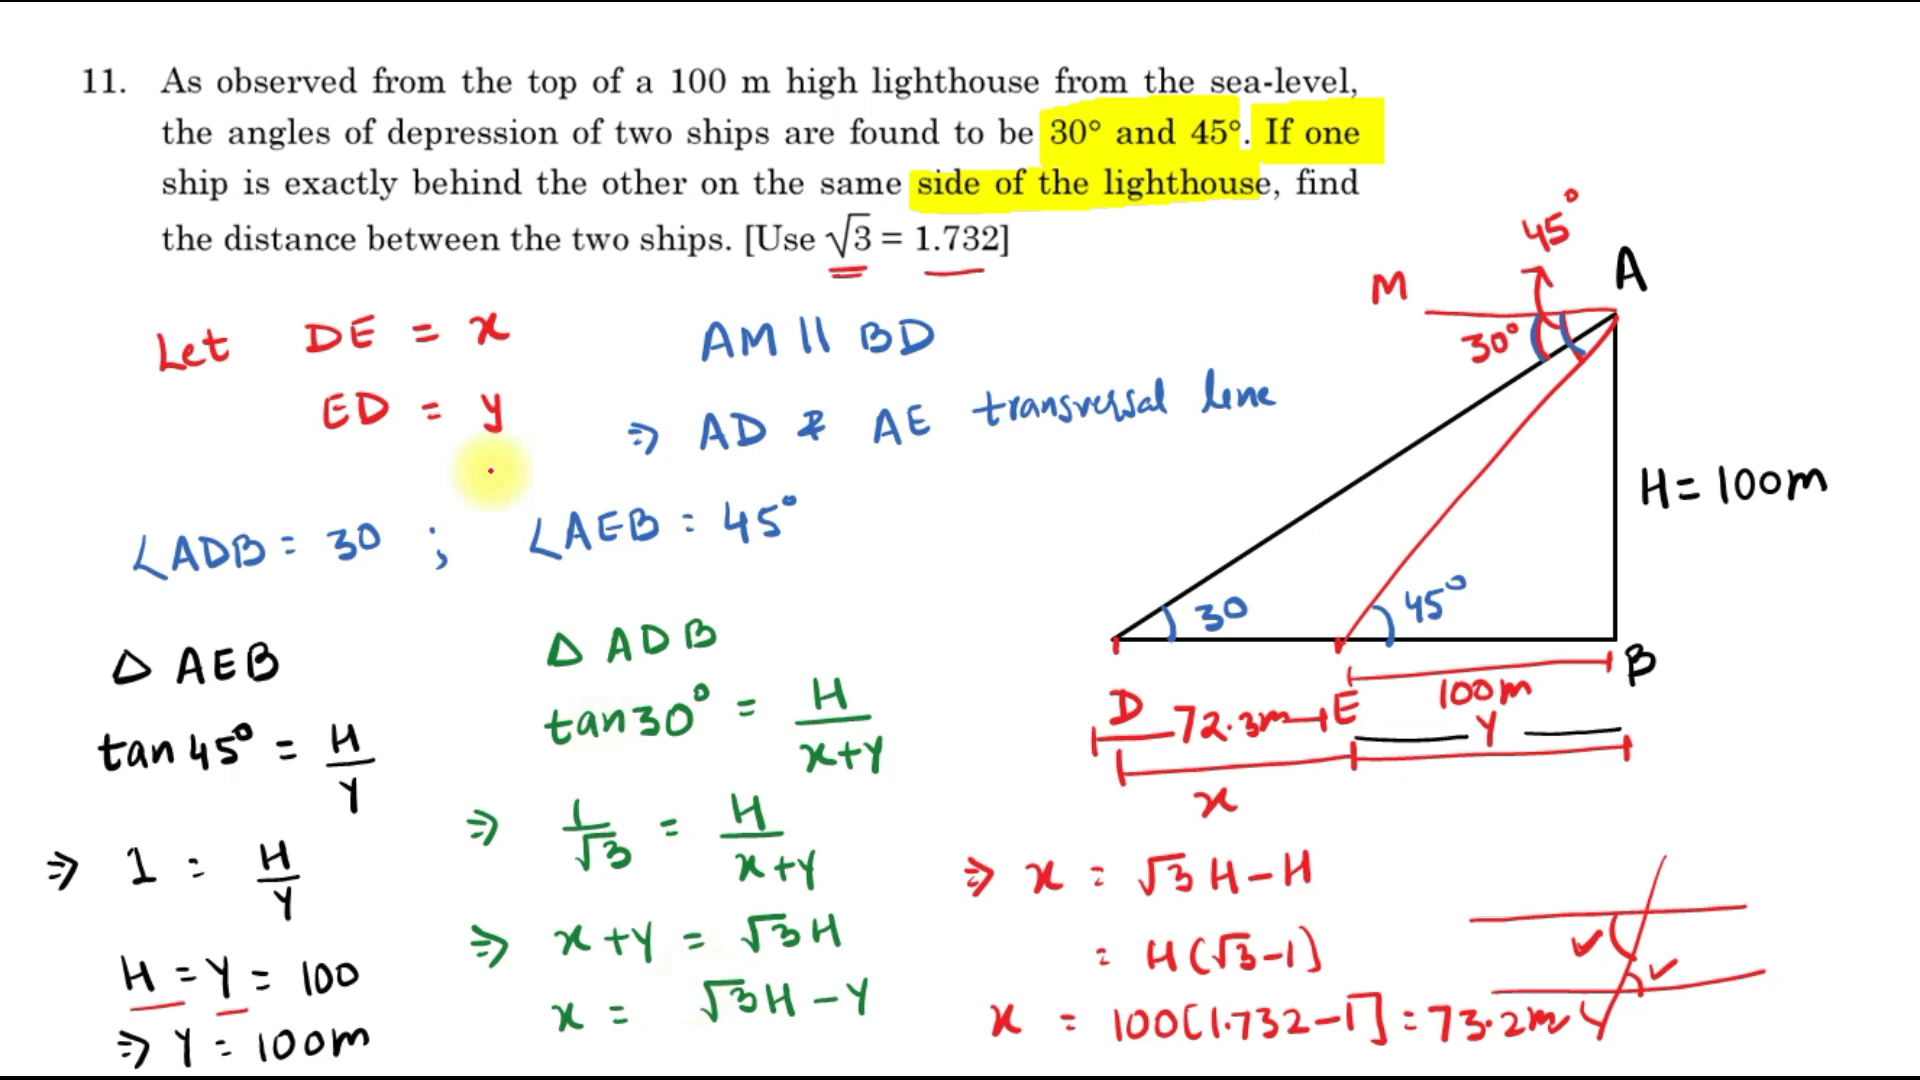 11. As observed from the top of a 100 m high lighthouse from the sea-level,
the angles of depression of two ships are found to be 30° and 45°. If one
ship is exactly behind the other on the same side of the lighthouse, find
the distance between the two ships. [Use √3 = 1.732]
Let DE = x
ED = y
AM || BD
⇒ AD & AE transversal line
∠ADB = 30 ; ∠AEB = 45°
△ AEB
tan 45° = H/Y
⇒ 1 = H/Y
H = Y = 100
⇒ Y = 100m
△ ADB
tan30° = H/x+Y
⇒ 1/√3 = H/x+Y
⇒ x+Y = √3H
x = √3H - Y
⇒ x = √3 H - H
= H(√3-1)
x = 100[1.732-1] = 73.2m
45°
M
A
30°
H = 100m
30
45°
B
D
72.3m
E
100m
Y
x